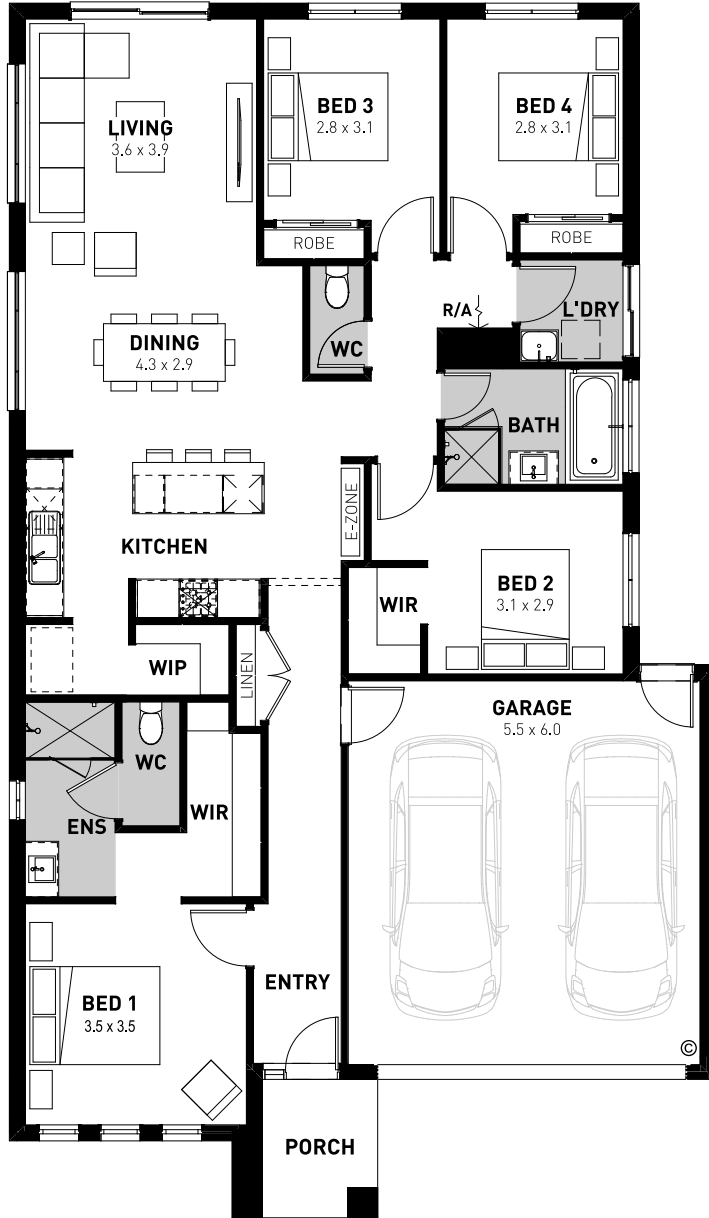 BED 3
2.8 x 3.1
BED 4
2.8 x 3.1
LIVING
3.6 x 3.9
ROBE
ROBE
R/A
L'DRY
WC
DINING
4.3 x 2.9
BATH
E-ZONE
KITCHEN
BED 2
3.1 x 2.9
WIR
WIP
LINEN
GARAGE
5.5 x 6.0
WC
WIR
ENS
ENTRY
BED 1
3.5 x 3.5
©
PORCH